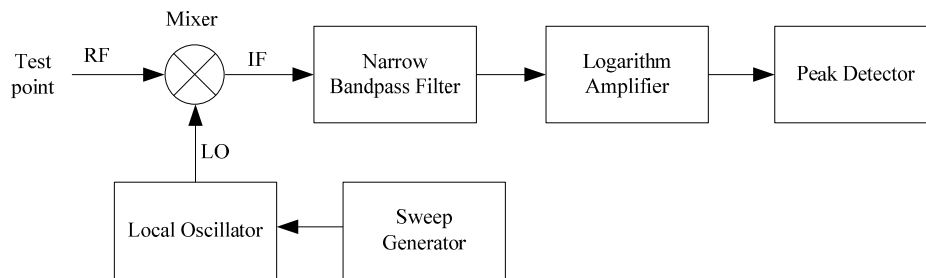 Mixer
Test
point
RF
IF
Narrow
Bandpass Filter
Logarithm
Amplifier
Peak Detector
LO
Local Oscillator
Sweep
Generator